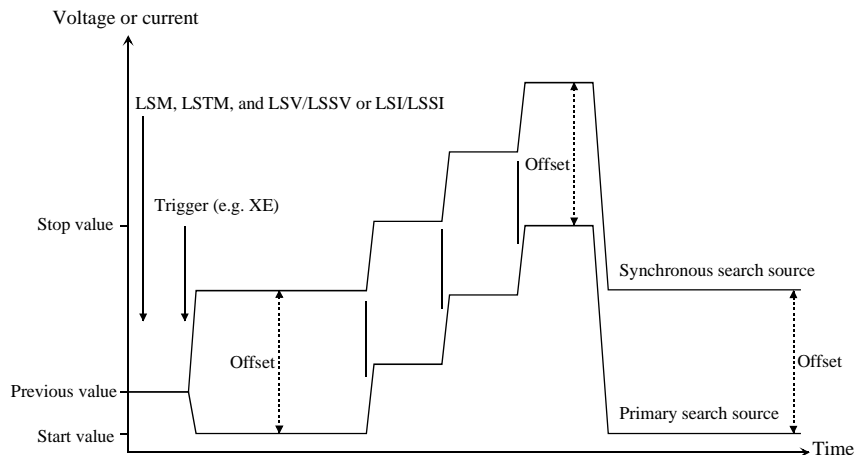 Voltage or current
LSM, LSTM, and LSV/LSSV or LSI/LSSI
Offset
Trigger (e.g. XE)
Stop value
Synchronous search source
Offset
Offset
Previous value
Primary search source
Start value
Time